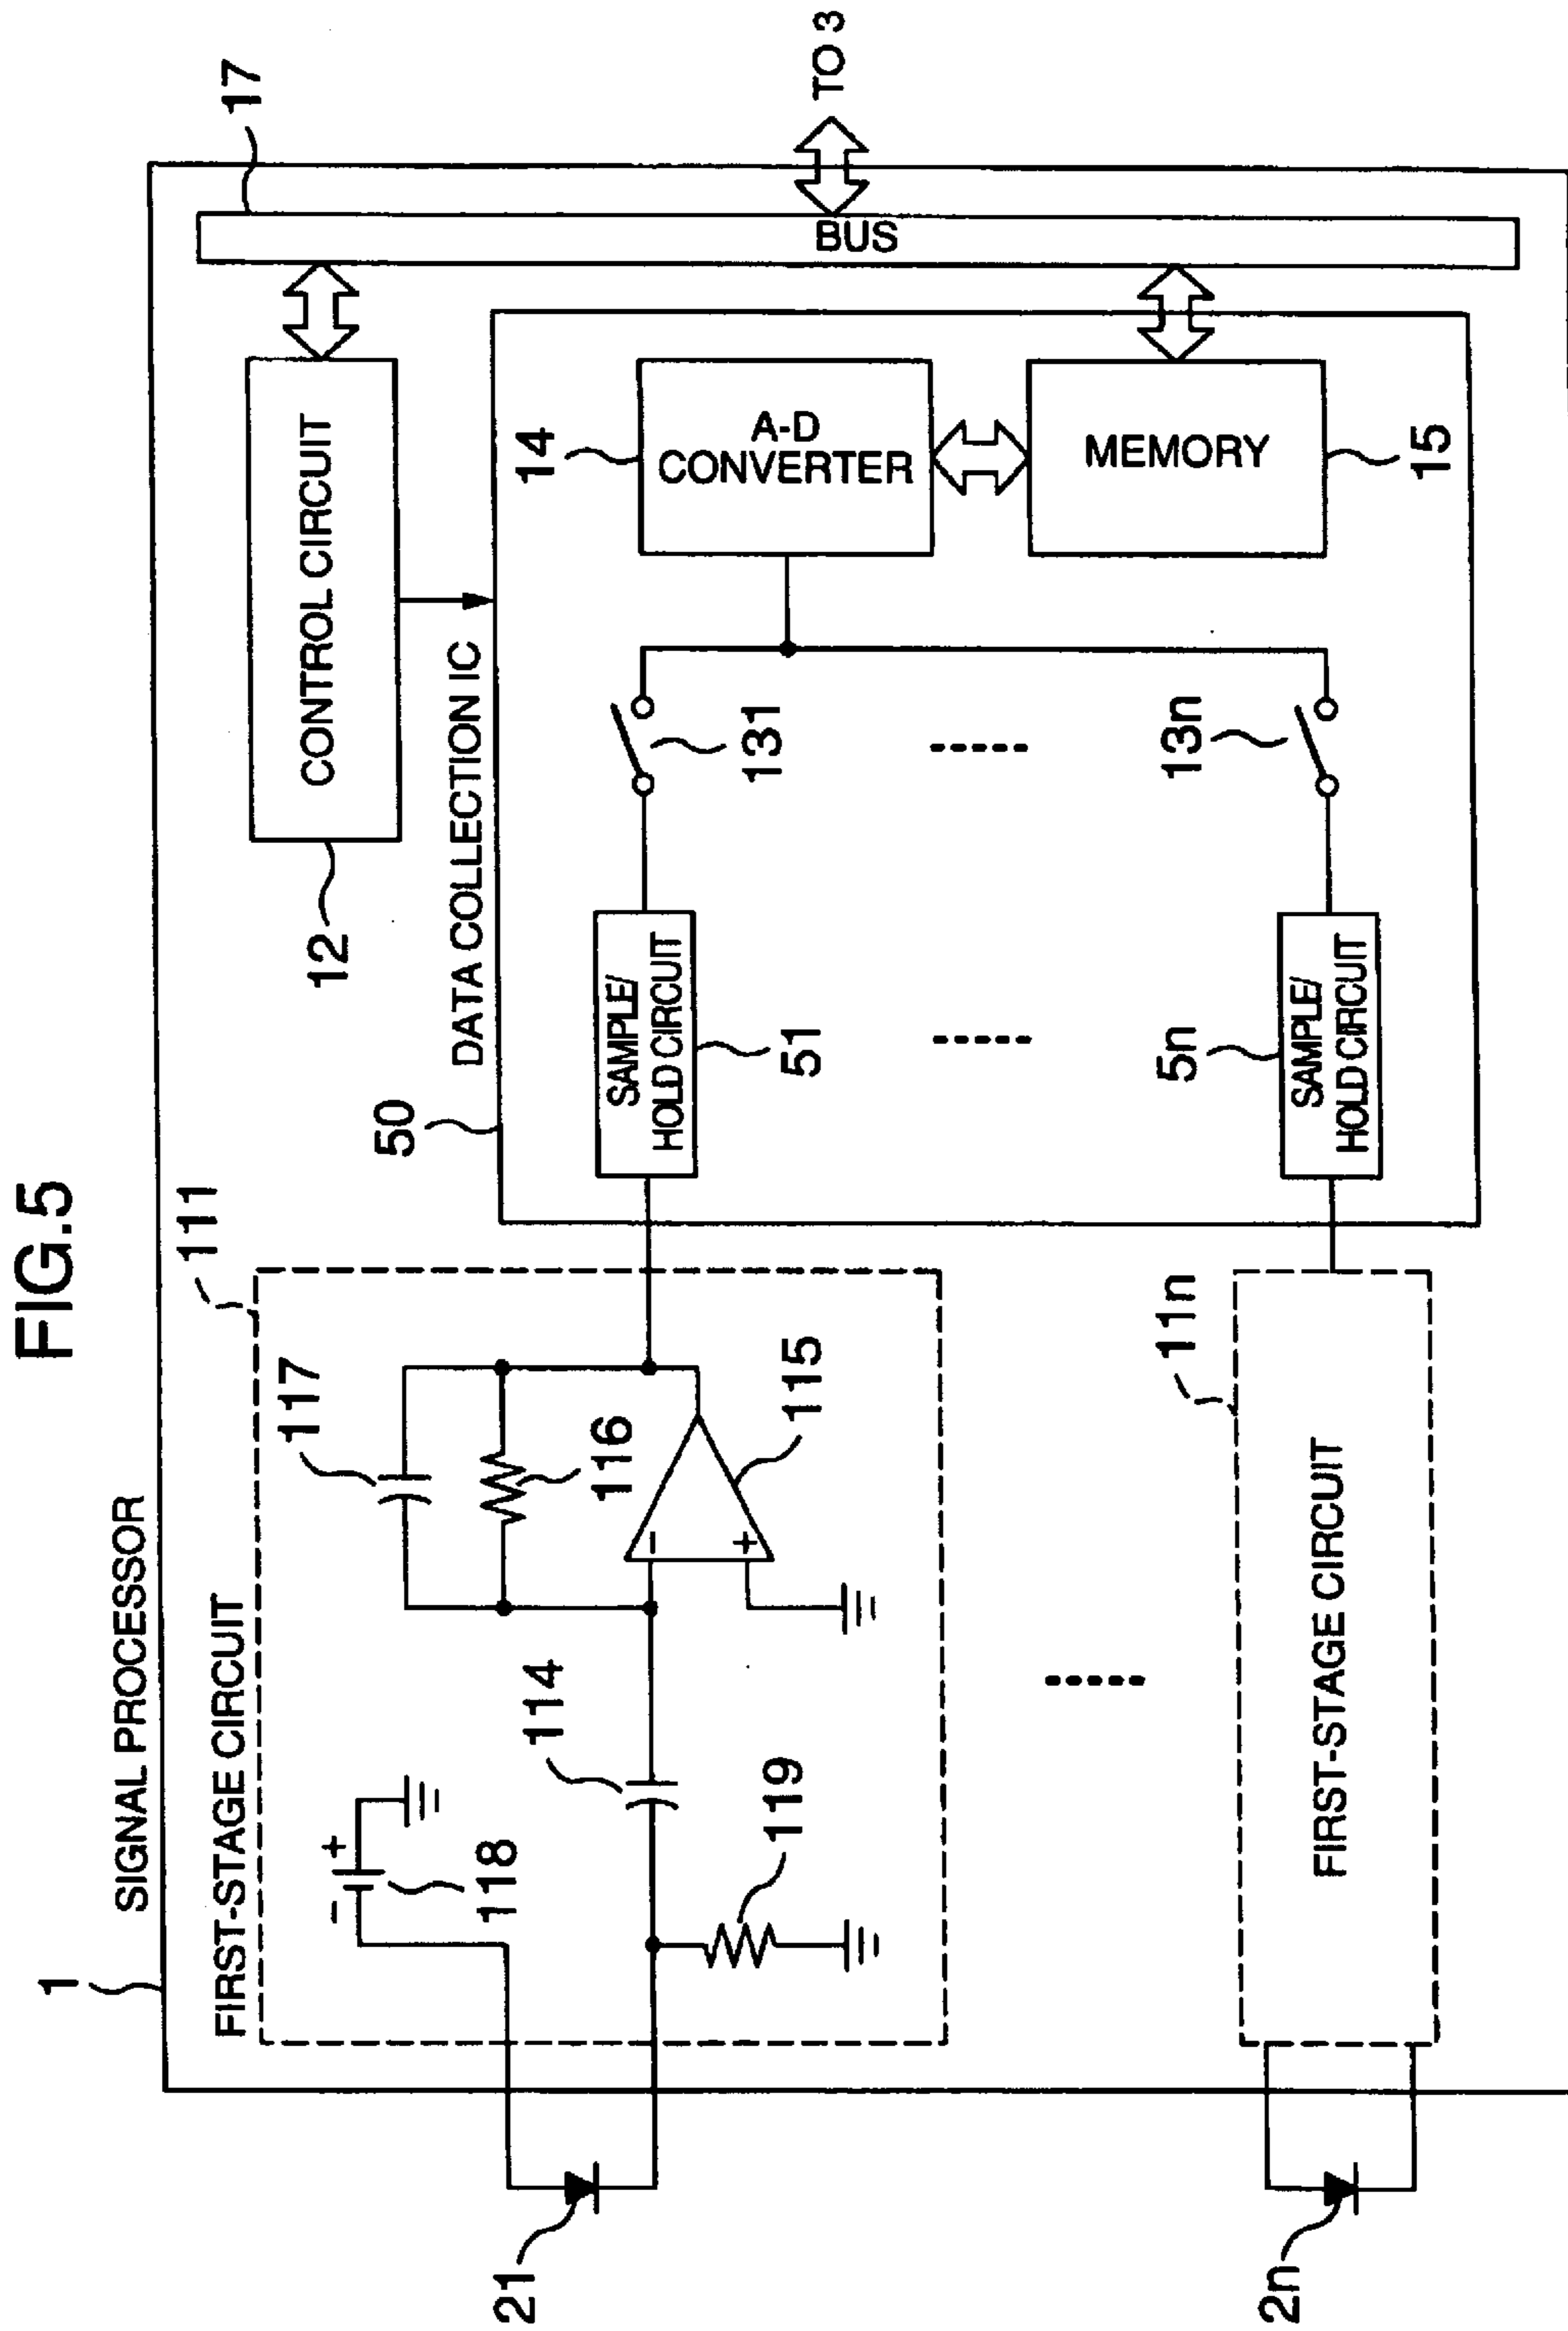 FIG.5
SIGNAL PROCESSOR
1
FIRST-STAGE CIRCUIT
111
117
116
115
114
118
119
-
+
-
+
21
50
DATA COLLECTION IC
12
CONTROL CIRCUIT
17
BUS
TO 3
SAMPLE/
HOLD CIRCUIT
51
131
14
A-D
CONVERTER
MEMORY
15
13n
5n
SAMPLE/
HOLD CIRCUIT
11n
FIRST-STAGE CIRCUIT
2n